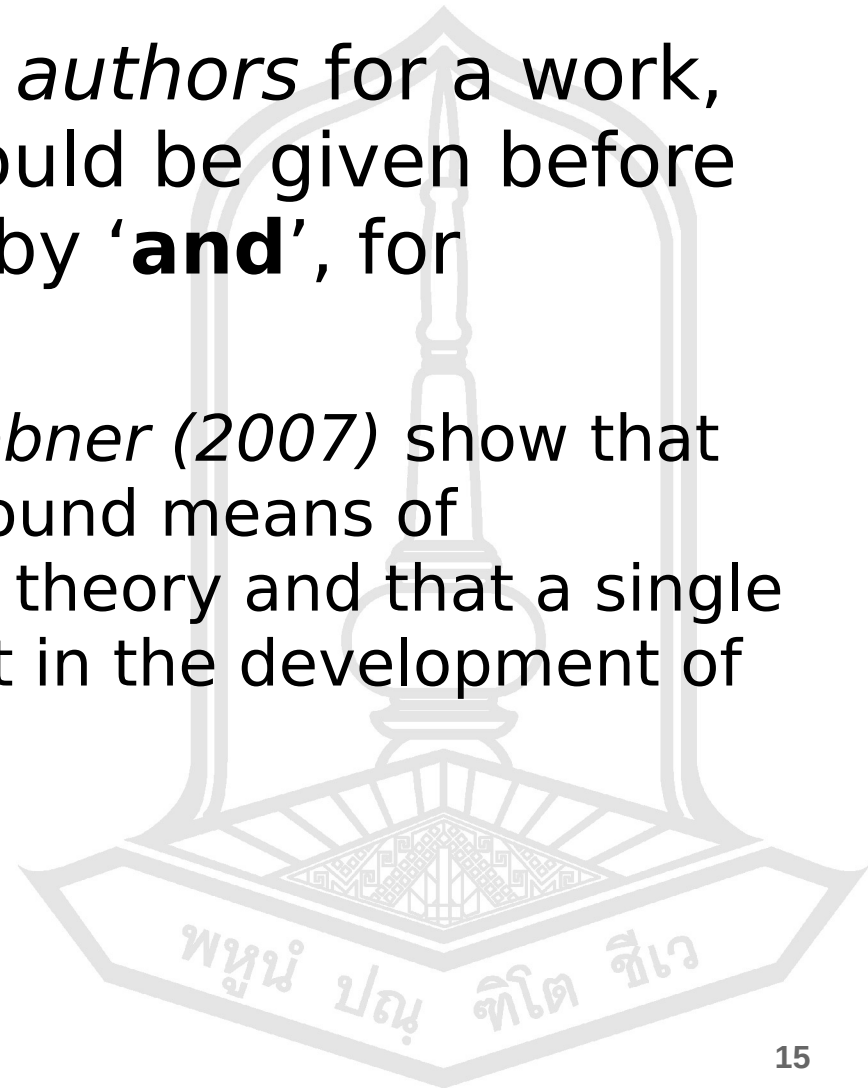 authors for a work,
ould be given before
by ‘and’, for
bner (2007) show that
ound means of
theory and that a single
t in the development of
พหูนํ ปณฺฑิโต ชีเว
15